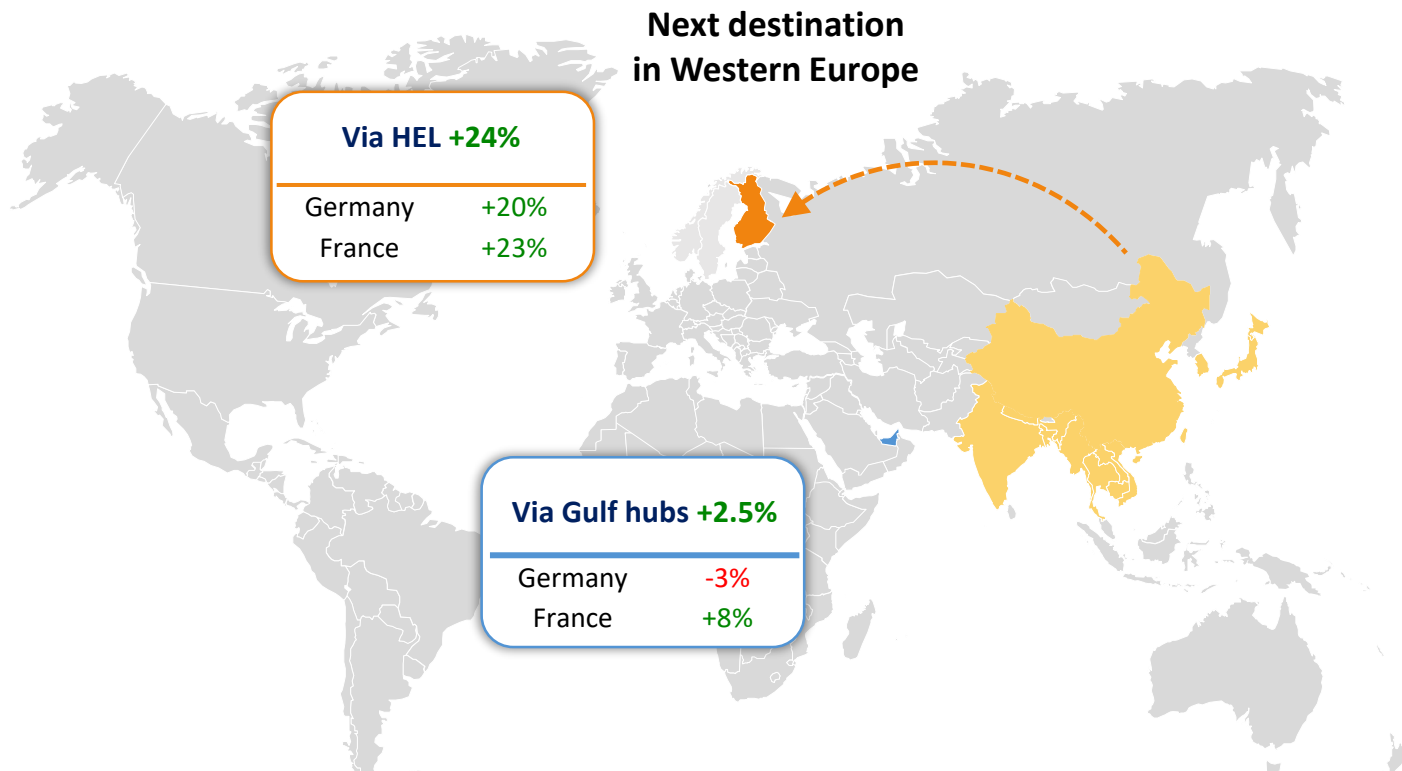 Next destination
in Western Europe
Via HEL +24%
Germany +20%
France +23%
Via Gulf hubs +2.5%
Germany -3%
France +8%